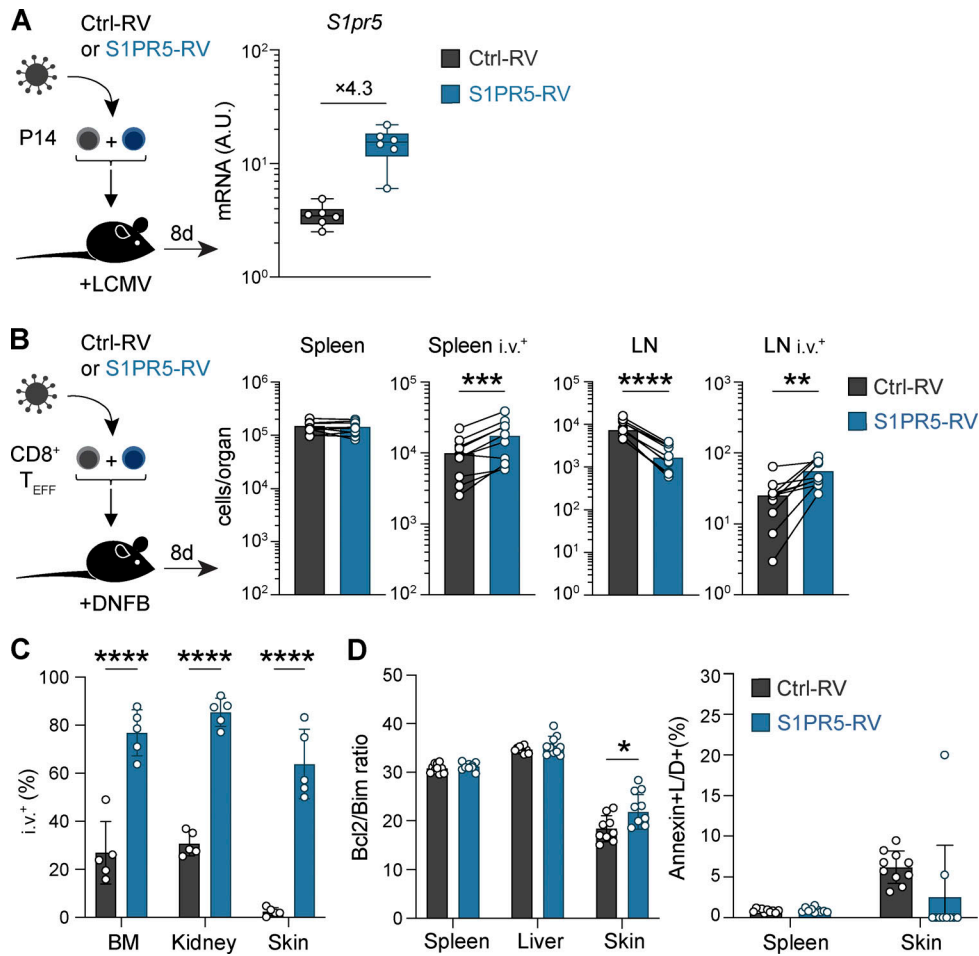 A
Ctrl-RV
or S1PR5-RV
P14
+
8d
+LCMV
S1pr5
mRNA (A.U.)
10²
10¹
10⁰
×4.3
Ctrl-RV
S1PR5-RV
B
Ctrl-RV
or S1PR5-RV
CD8⁺
T_EFF
+
8d
+DNFB
cells/organ
Spleen
10⁶
10⁵
10⁴
10³
10²
Spleen i.v.⁺
***
10⁵
10⁴
10³
10²
LN
****
10⁵
10⁴
10³
10²
10¹
10⁰
LN i.v.⁺
**
10³
10²
10¹
10⁰
Ctrl-RV
S1PR5-RV
C
**** **** ****
i.v.⁺ (%)
100
80
60
40
20
0
BM Kidney Skin
D
Bcl2/Bim ratio
50
40
30
20
10
0
*
Spleen Liver Skin
Annexin+L/D+(%)
30
25
20
15
10
5
0
Ctrl-RV
S1PR5-RV
Spleen Skin